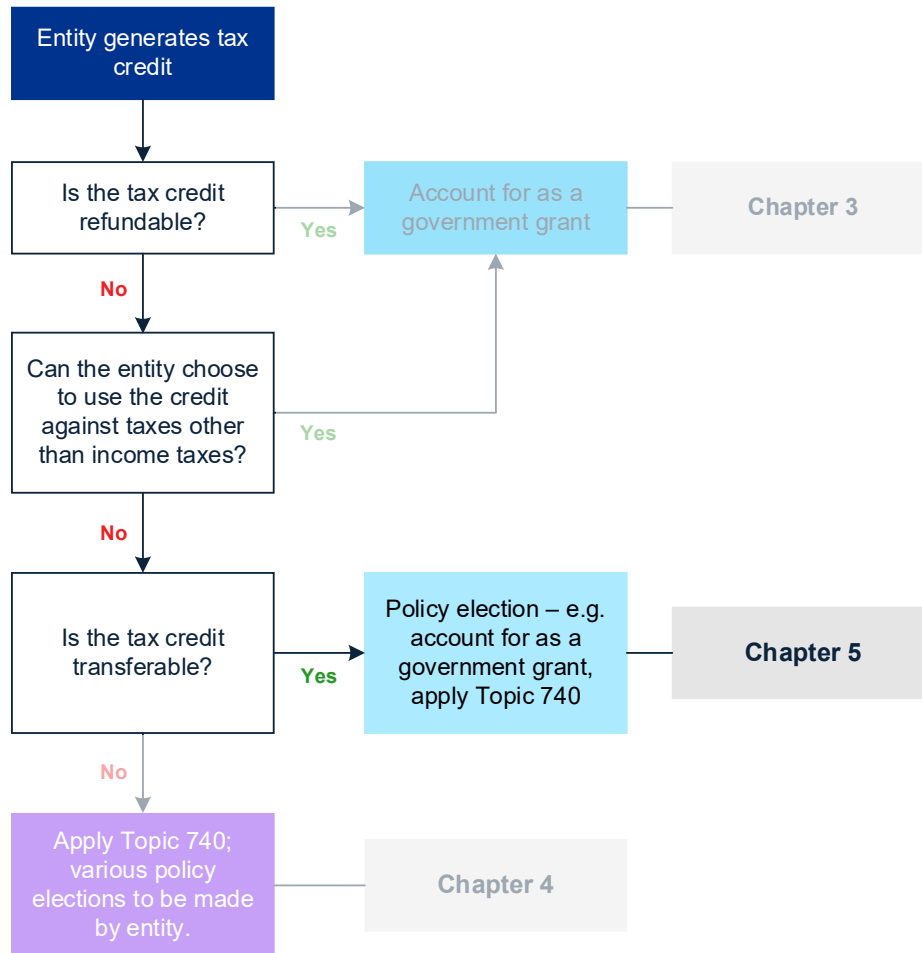 Entity generates tax
credit
Is the tax credit
refundable?
Yes
Account for as a
government grant
Chapter 3
No
Can the entity choose
to use the credit
against taxes other
than income taxes?
Yes
No
Is the tax credit
transferable?
Yes
Policy election – e.g.
account for as a
government grant,
apply Topic 740
Chapter 5
No
Apply Topic 740;
various policy
elections to be made
by entity.
Chapter 4